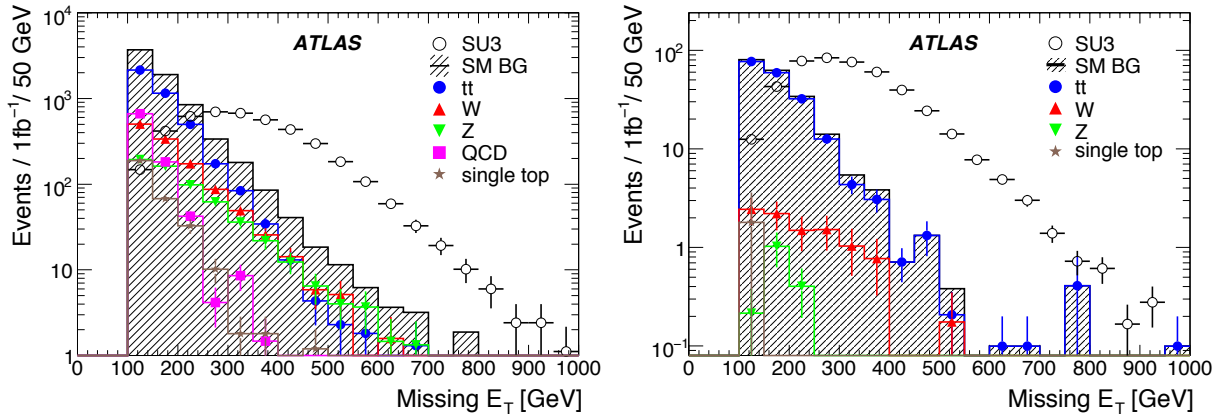 ATLAS
SU3
SM BG
tt
W
Z
QCD
single top
Events / 1fb⁻¹/ 50 GeV
10⁴
10³
10²
10
1
0 100 200 300 400 500 600 700 800 900 1000
Missing E_T [GeV]
ATLAS
SU3
SM BG
tt
W
Z
single top
Events / 1fb⁻¹/ 50 GeV
10²
10
1
10⁻¹
0 100 200 300 400 500 600 700 800 900 1000
Missing E_T [GeV]